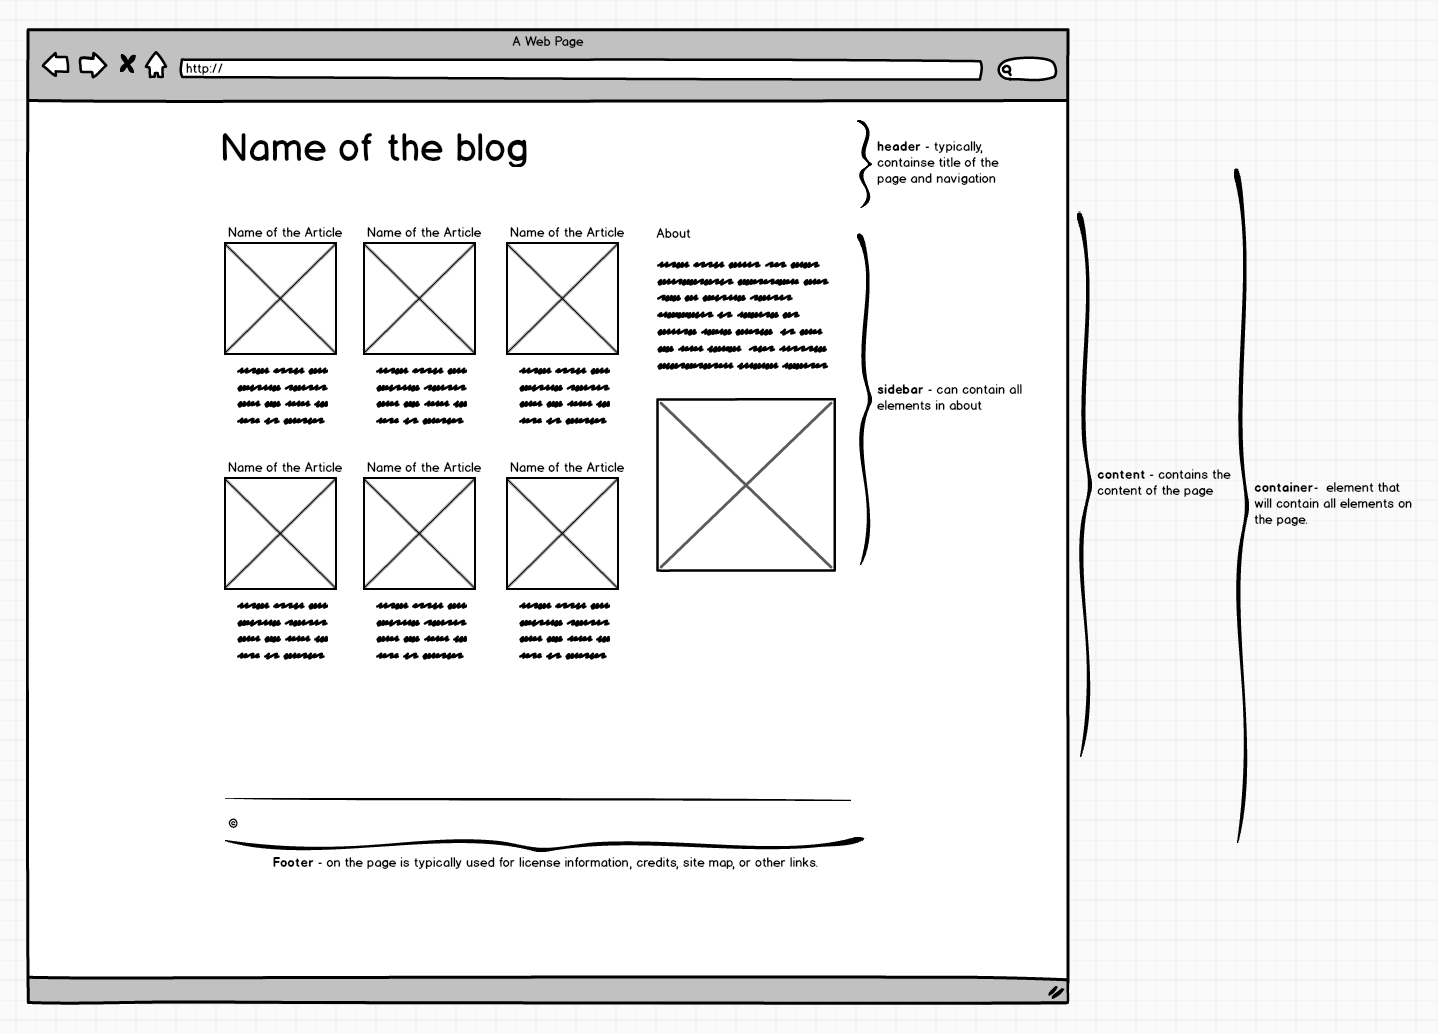 A Web Page
http://
Name of the blog
header - typically,
containse title of the
page and navigation
Name of the Article
Name of the Article
Name of the Article
About
sidebar - can contain all
elements in about
Name of the Article
Name of the Article
Name of the Article
content - contains the
content of the page
container- element that
will contain all elements on
the page.
©
Footer - on the page is typically used for license information, credits, site map, or other links.